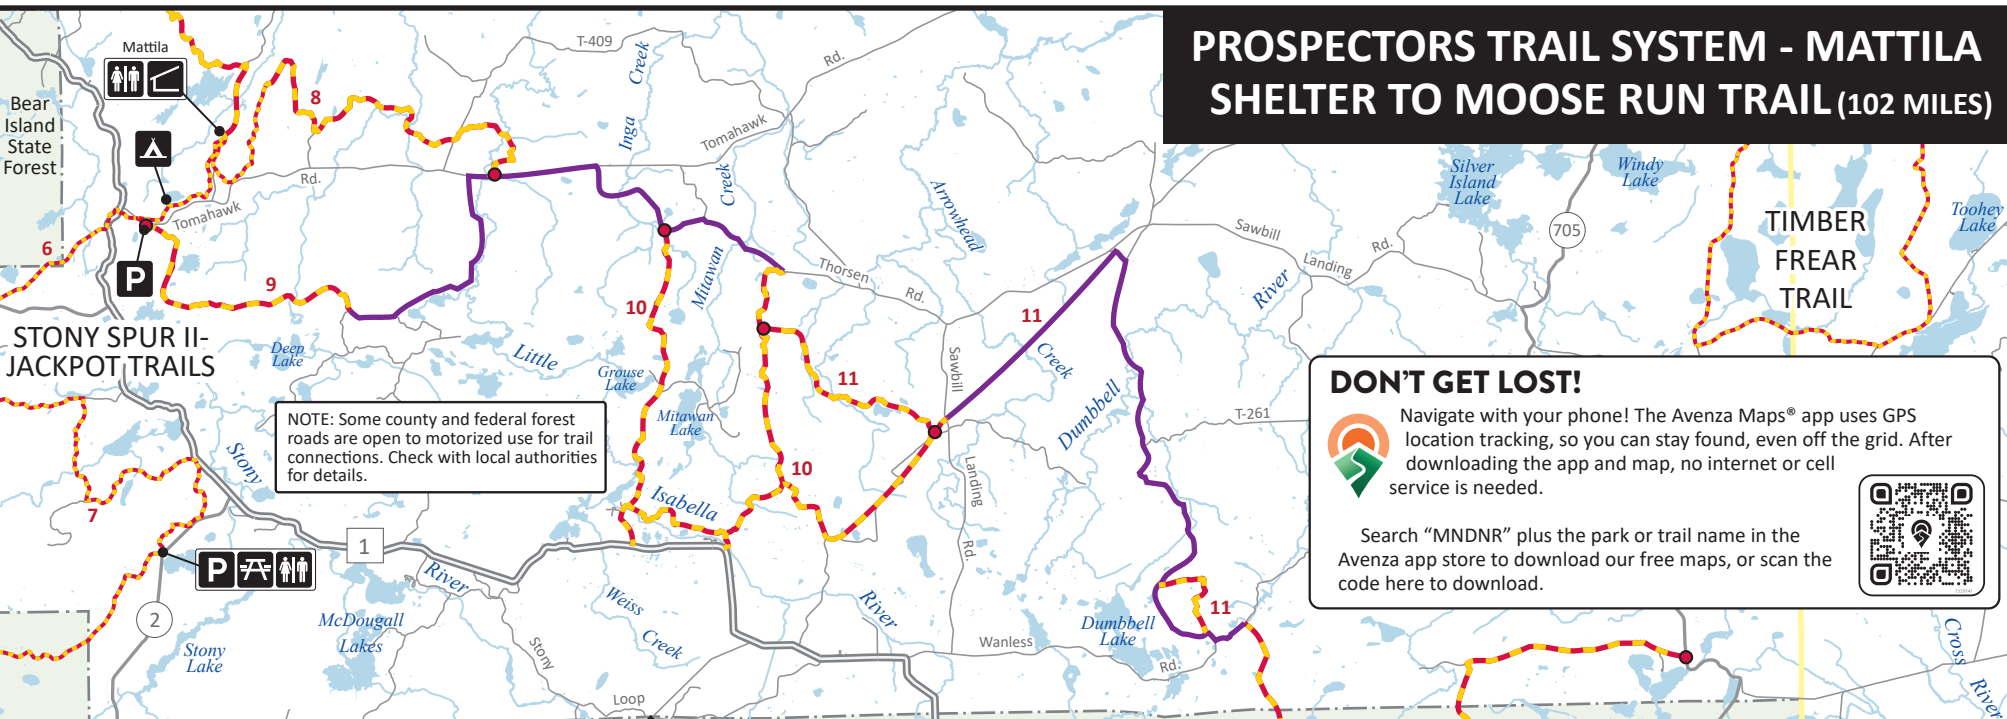 PROSPECTORS TRAIL SYSTEM - MATTILA
SHELTER TO MOOSE RUN TRAIL (102 MILES)
Mattila
Bear
Island
State
Forest
T-409
Inga
Creek
Rd.
Tomahawk
Creek
Mitawan
Arrowhead
Creek
8
Rd.
Tomahawk
P
6
9
10
Thorsen
Rd.
11
Sawbill
Landing
Rd.
River
Silver
Island
Lake
Windy
Lake
705
TIMBER
FREAR
TRAIL
Toohey
Lake
STONY SPUR II-
JACKPOT TRAILS
Deep
Lake
Little
Grouse
Lake
Mitawan
Lake
Isabella
River
11
10
Sawbill
Landing
Rd.
Dumbbell
T-261
NOTE: Some county and federal forest
roads are open to motorized use for trail
connections. Check with local authorities
for details.
DON'T GET LOST!
Navigate with your phone! The Avenza Maps® app uses GPS
location tracking, so you can stay found, even off the grid. After
downloading the app and map, no internet or cell
service is needed.
Search “MNDNR” plus the park or trail name in the
Avenza app store to download our free maps, or scan the
code here to download.
7
Stony
River
1
P
2
Stony
Lake
McDougall
Lakes
Weiss
Creek
Stony
Loop
Wanless
Rd.
Dumbbell
Lake
11
Cross
River